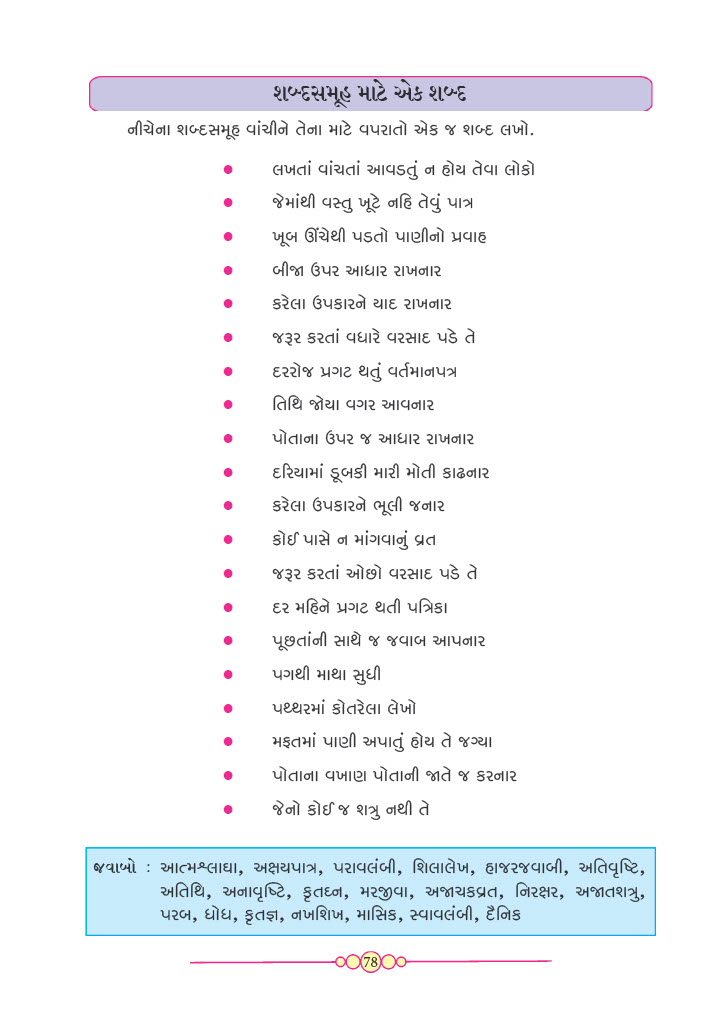 શબ્દસમૂહ માટે એક શબ્દ
નીચેના શબ્દસમૂહ વાંચીને તેના માટે વપરાતો એક જ શબ્દ લખો.
● લખતાં વાંચતાં આવડતું ન હોય તેવા લોકો
● જેમાંથી વસ્તુ ખૂટે નહિ તેવું પાત્ર
● ખૂબ ઊંચેથી પડતો પાણીનો પ્રવાહ
● બીજા ઉપર આધાર રાખનાર
● કરેલા ઉપકારને યાદ રાખનાર
● જરૂર કરતાં વધારે વરસાદ પડે તે
● દરરોજ પ્રગટ થતું વર્તમાનપત્ર
● તિથિ જોયા વગર આવનાર
● પોતાના ઉપર જ આધાર રાખનાર
● દરિયામાં ડૂબકી મારી મોતી કાઢનાર
● કરેલા ઉપકારને ભૂલી જનાર
● કોઈ પાસે ન માંગવાનું વ્રત
● જરૂર કરતાં ઓછો વરસાદ પડે તે
● દર મહિને પ્રગટ થતી પત્રિકા
● પૂછતાંની સાથે જ જવાબ આપનાર
● પગથી માથા સુધી
● પથ્થરમાં કોતરેલા લેખો
● મફતમાં પાણી અપાતું હોય તે જગ્યા
● પોતાના વખાણ પોતાની જાતે જ કરનાર
● જેનો કોઈ જ શત્રુ નથી તે
જવાબો : આત્મશ્લાઘા, અક્ષયપાત્ર, પરાવલંબી, શિલાલેખ, હાજરજવાબી, અતિવૃષ્ટિ,
અતિથિ, અનાવૃષ્ટિ, કૃતઘ્ન, મરજીવા, અજાચકવ્રત, નિરક્ષર, અજાતશત્રુ,
પરબ, ધોધ, કૃતજ્ઞ, નખશિખ, માસિક, સ્વાવલંબી, દૈનિક
78